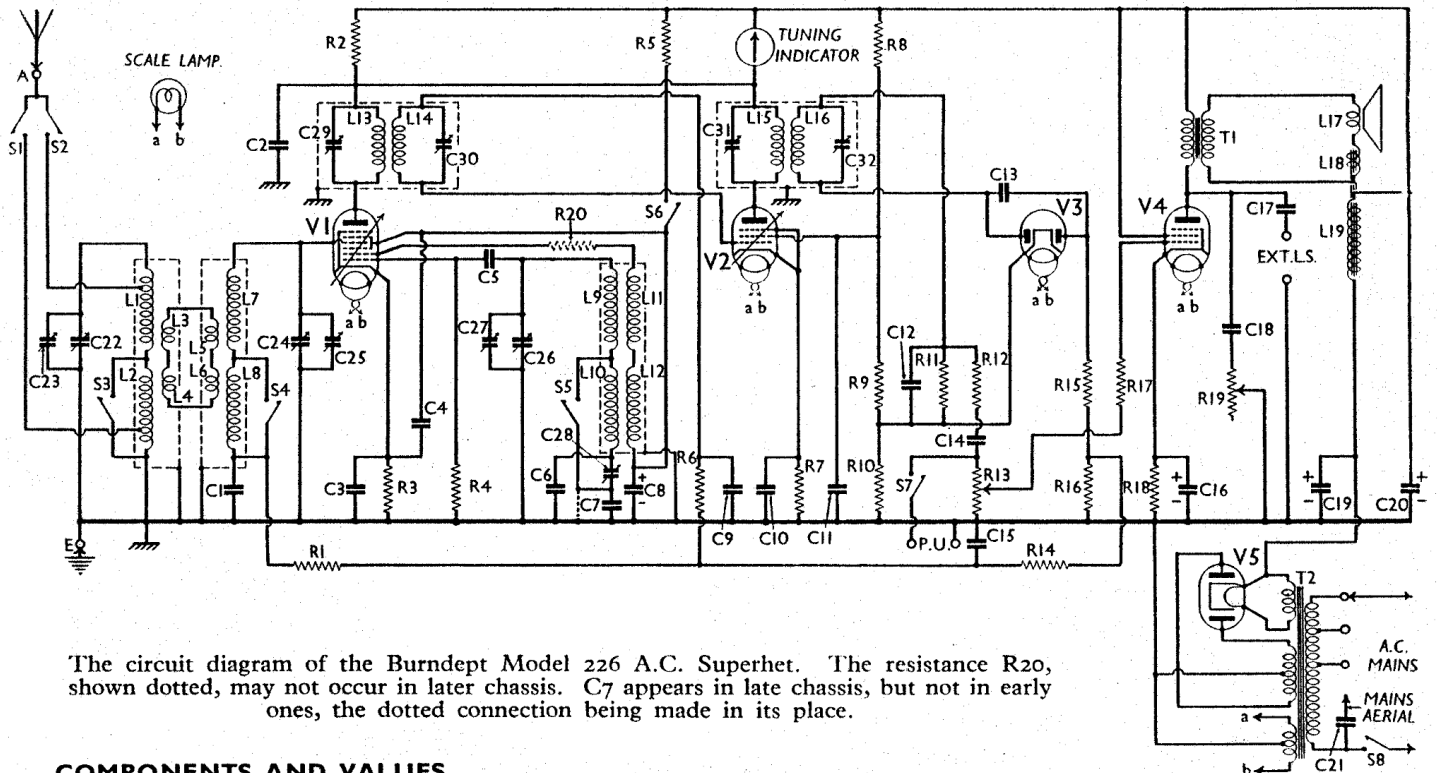 R2
R5
TUNING
INDICATOR
R8
SCALE LAMP.
A
a b
S1
S2
C2
C29
L13
L14
C30
C31
L15
L16
C32
T1
L17
L18
C13
V1
R20
S6
V2
V3
V4
C17
L19
EXT.L.S.
C5
a b
a b
a b
L1
L7
L3
L5
L2
L6
L8
L4
C23
C22
S3
S4
C24
C25
C27
C26
L9
L11
L10
L12
S5
C28
C4
C12
R11
R12
R9
R15
R17
C18
R19
C14
C1
C3
R3
R4
C6
C7
C8
R6
C9
C10
R7
C11
R10
S7
R13
R16
R18
C16
C19
C20
+
−
+
−
+
−
+
−
E
R1
P.U.
C15
R14
V5
T2
A.C.
MAINS
MAINS
AERIAL
a
b
C21
S8
The circuit diagram of the Burndept Model 226 A.C. Superhet. The resistance R20,
shown dotted, may not occur in later chassis. C7 appears in late chassis, but not in early
ones, the dotted connection being made in its place.
COMPONENTS AND VALUES